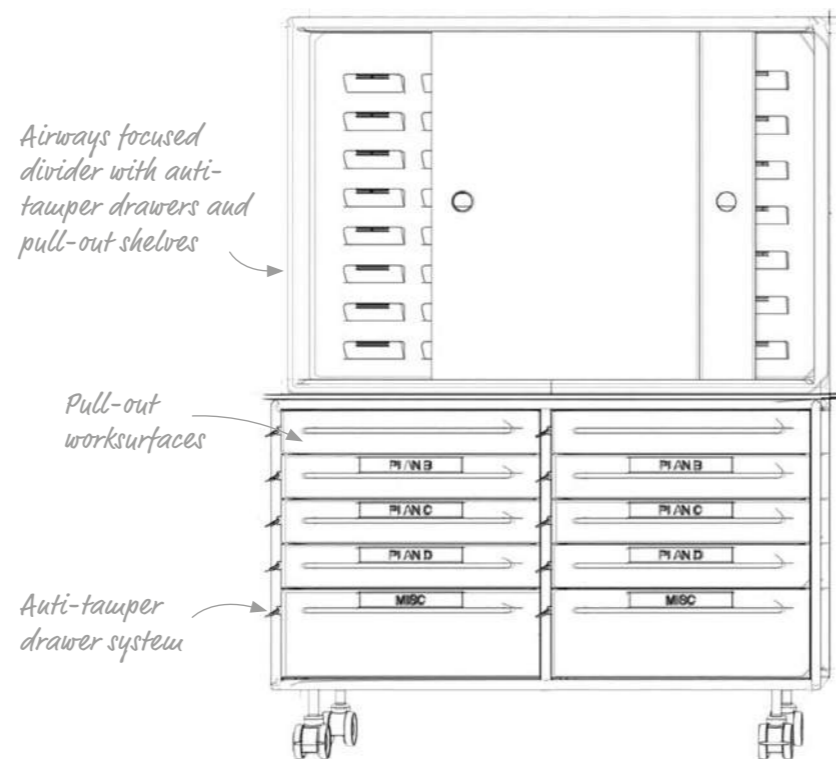 Airways focused
divider with anti-
tamper drawers and
pull-out shelves
Pull-out
worksurfaces
PLAN B
PLAN B
PLAN C
PLAN C
PLAN D
PLAN D
MISC
MISC
Anti-tamper
drawer system